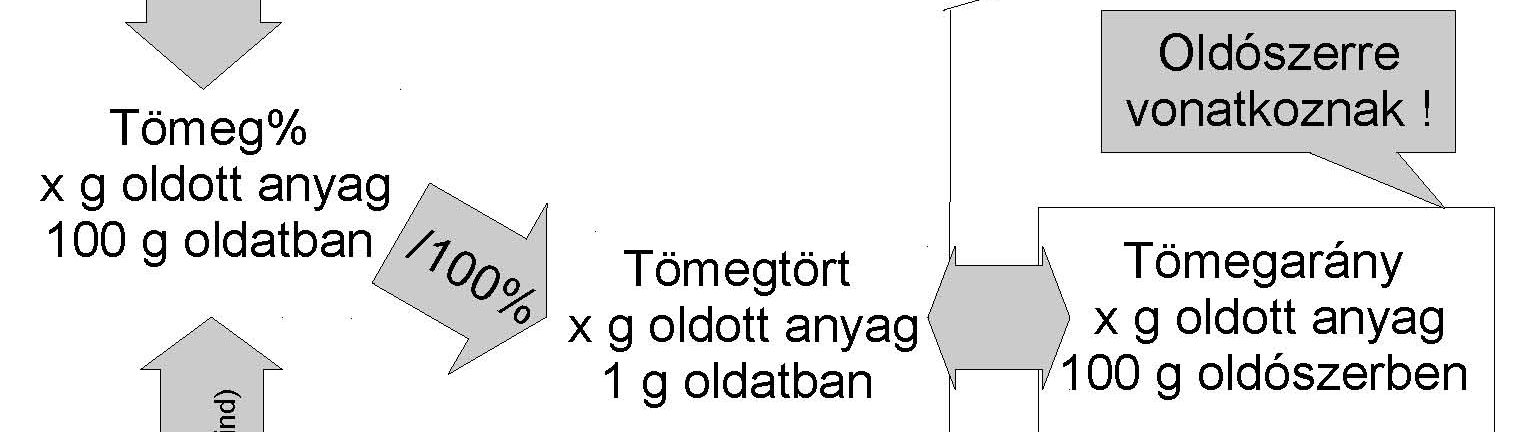 Oldószerre
vonatkoznak !
Tömeg%
x g oldott anyag
100 g oldatban
/100%
Tömegtört
x g oldott anyag
1 g oldatban
Tömegarány
x g oldott anyag
100 g oldószerben